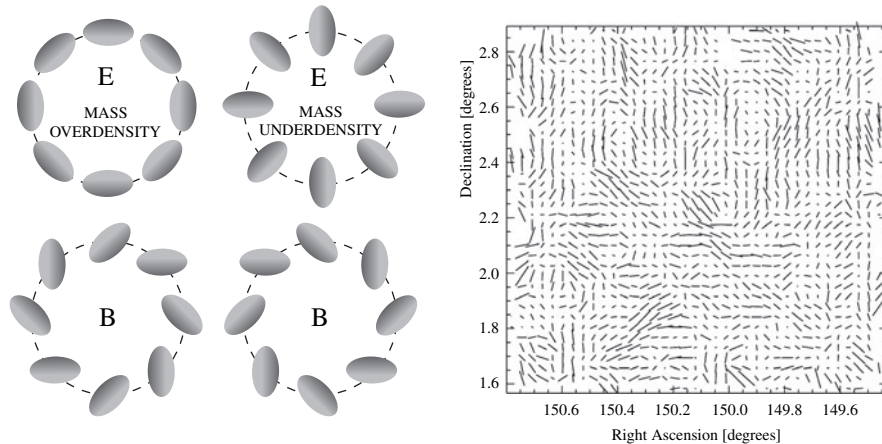 E
MASS
OVERDENSITY
E
MASS
UNDERDENSITY
B
B
Declination [degrees]
2.8
2.6
2.4
2.2
2.0
1.8
1.6
150.6 150.4 150.2 150.0 149.8 149.6
Right Ascension [degrees]